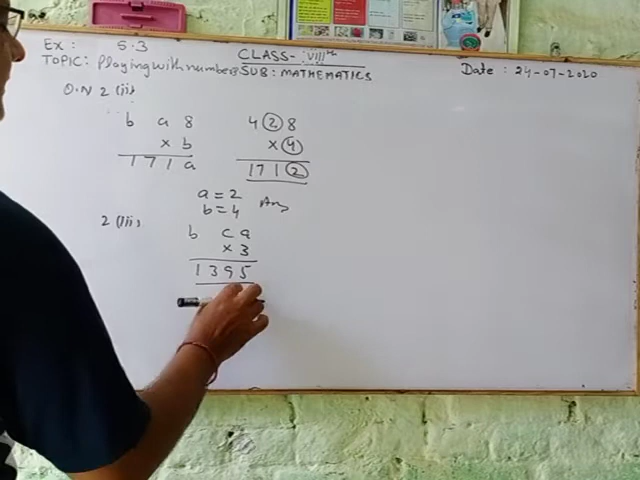 Ex : 5.3 CLASS- : VIIIth
TOPIC: Playing with numbers SUB : MATHEMATICS Date : 24-07-2020
Q.N 2 (ii)
b a 8
x b
1 7 1 a
4 2 8
x 4
1 7 1 2
a = 2
b = 4 Ans
2 (iii)
b c a
x 3
1 3 9 5